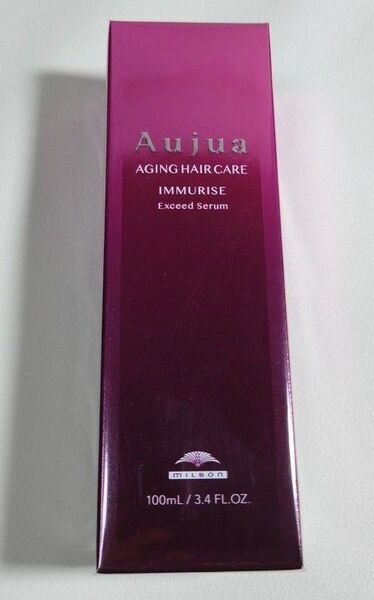 Aujua
AGING HAIR CARE
IMMURISE
Exceed Serum
MILBON
100mL / 3.4 FL.OZ.